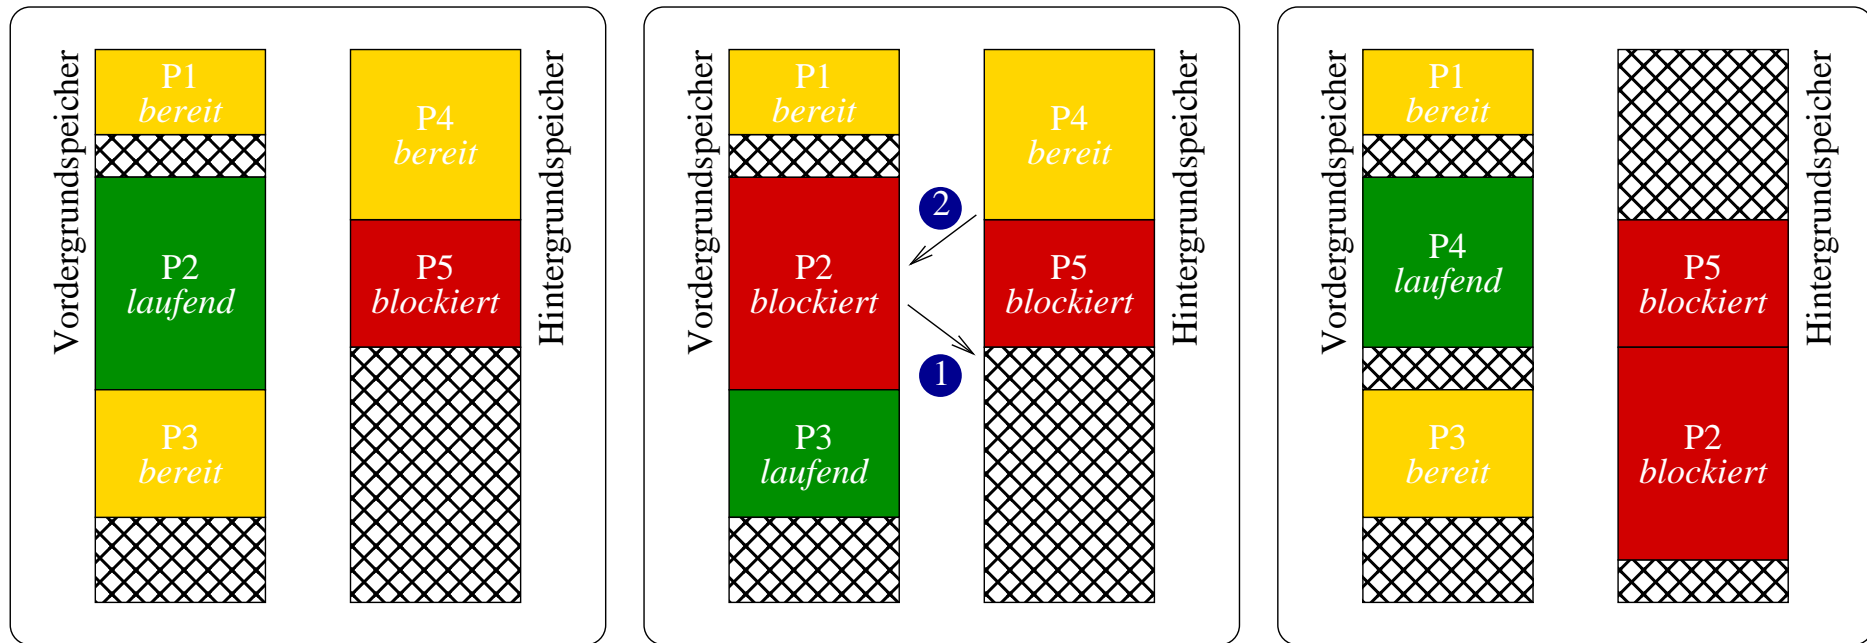 Vordergrundspeicher
P1
bereit
P2
laufend
P3
bereit
P4
bereit
P5
blockiert
Hintergrundspeicher
Vordergrundspeicher
P1
bereit
P2
blockiert
P3
laufend
2
1
P4
bereit
P5
blockiert
Hintergrundspeicher
Vordergrundspeicher
P1
bereit
P4
laufend
P3
bereit
P5
blockiert
P2
blockiert
Hintergrundspeicher